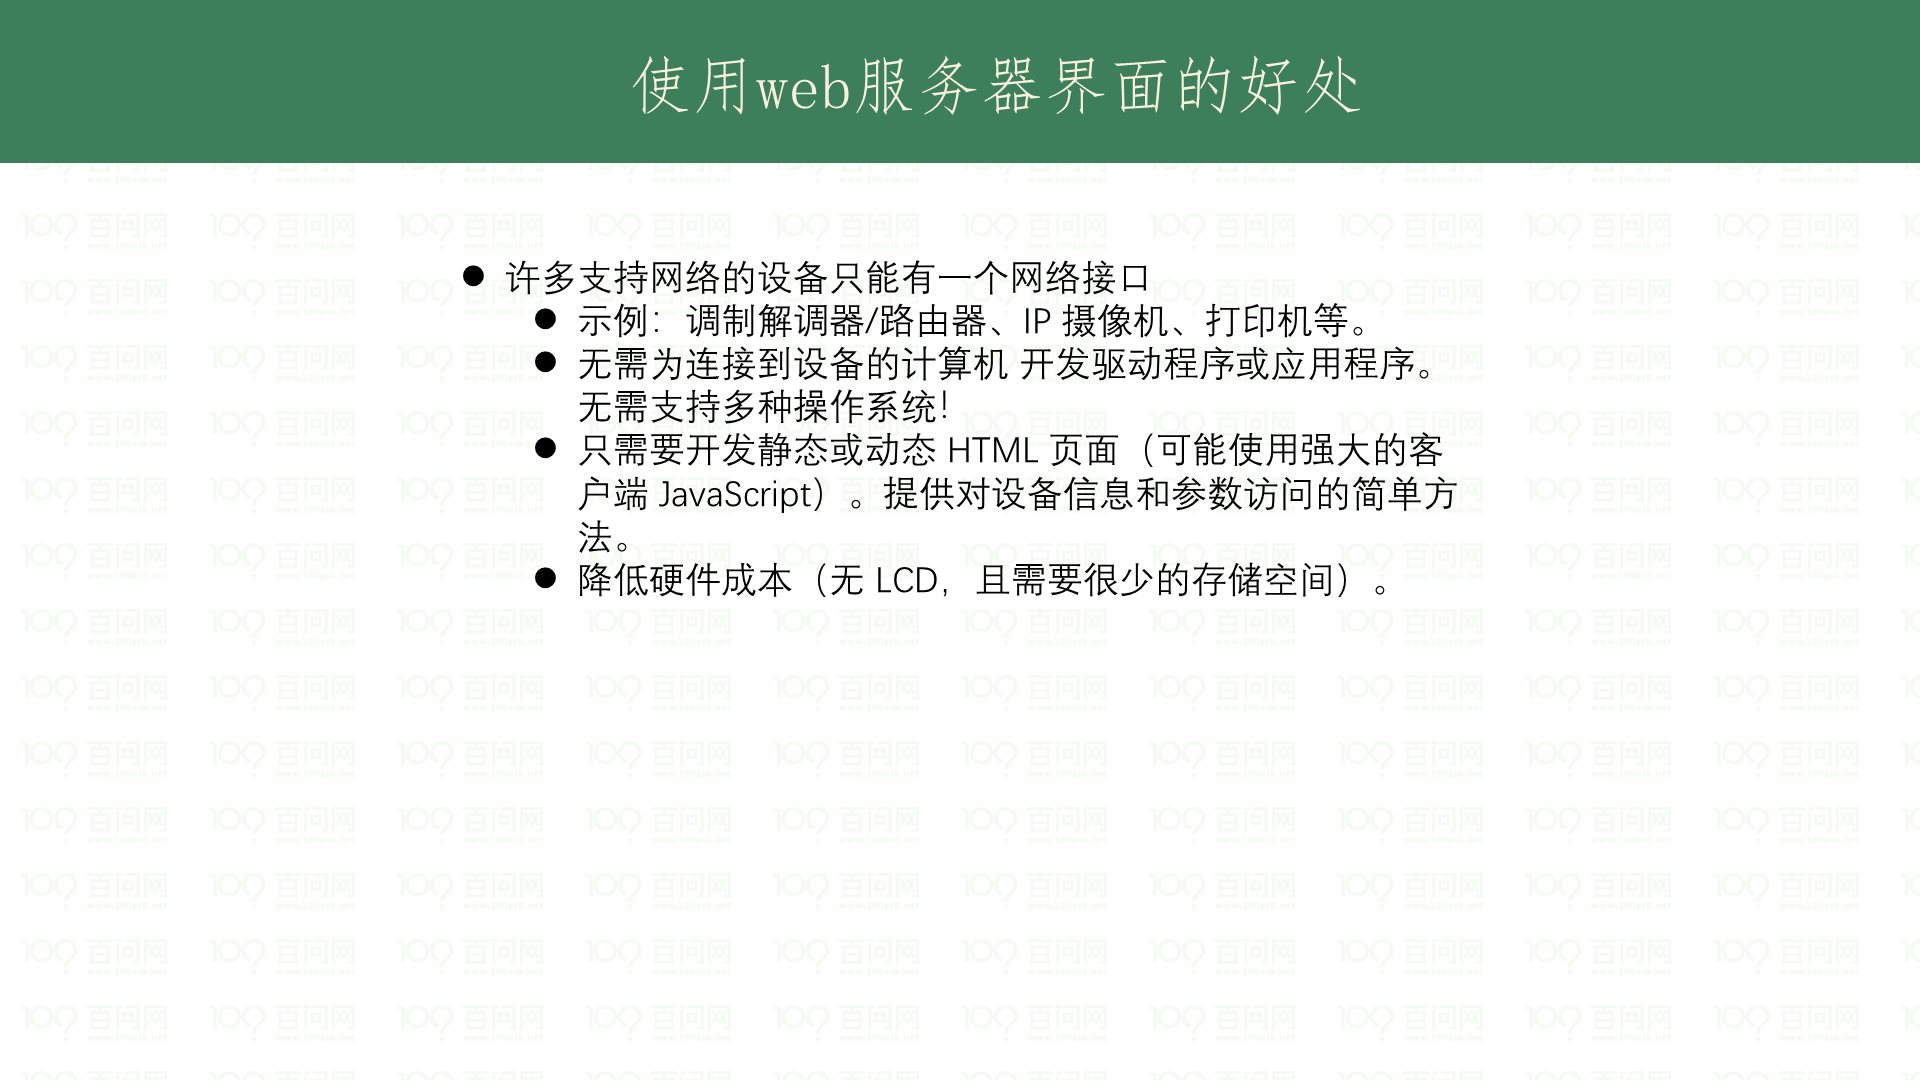 使用web服务器界面的好处
● 许多支持网络的设备只能有一个网络接口
● 示例：调制解调器/路由器、IP 摄像机、打印机等。
● 无需为连接到设备的计算机 开发驱动程序或应用程序。
无需支持多种操作系统！
● 只需要开发静态或动态 HTML 页面（可能使用强大的客
户端 JavaScript）。提供对设备信息和参数访问的简单方
法。
● 降低硬件成本（无 LCD，且需要很少的存储空间）。